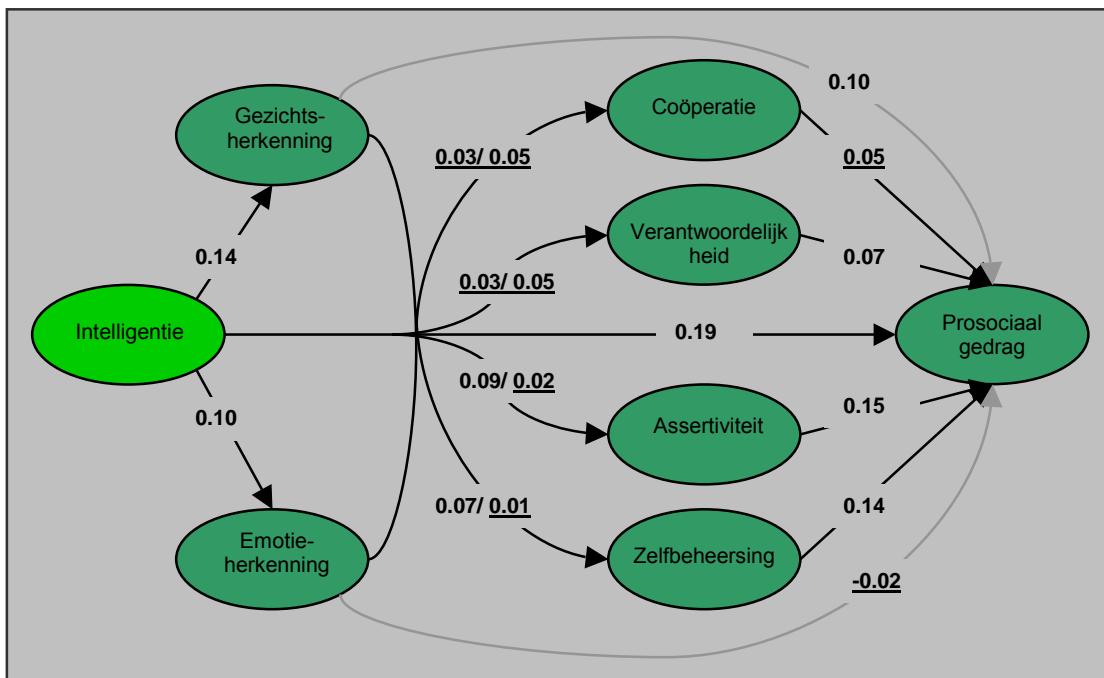 0.10
Gezichts-
herkenning
Coöperatie
0.03/ 0.05
0.05
Verantwoordelijk
heid
0.14
0.03/ 0.05
0.07
Intelligentie
0.19
Prosociaal
gedrag
0.09/ 0.02
0.10
Assertiviteit
0.15
0.07/ 0.01
0.14
Emotie-
herkenning
Zelfbeheersing
-0.02